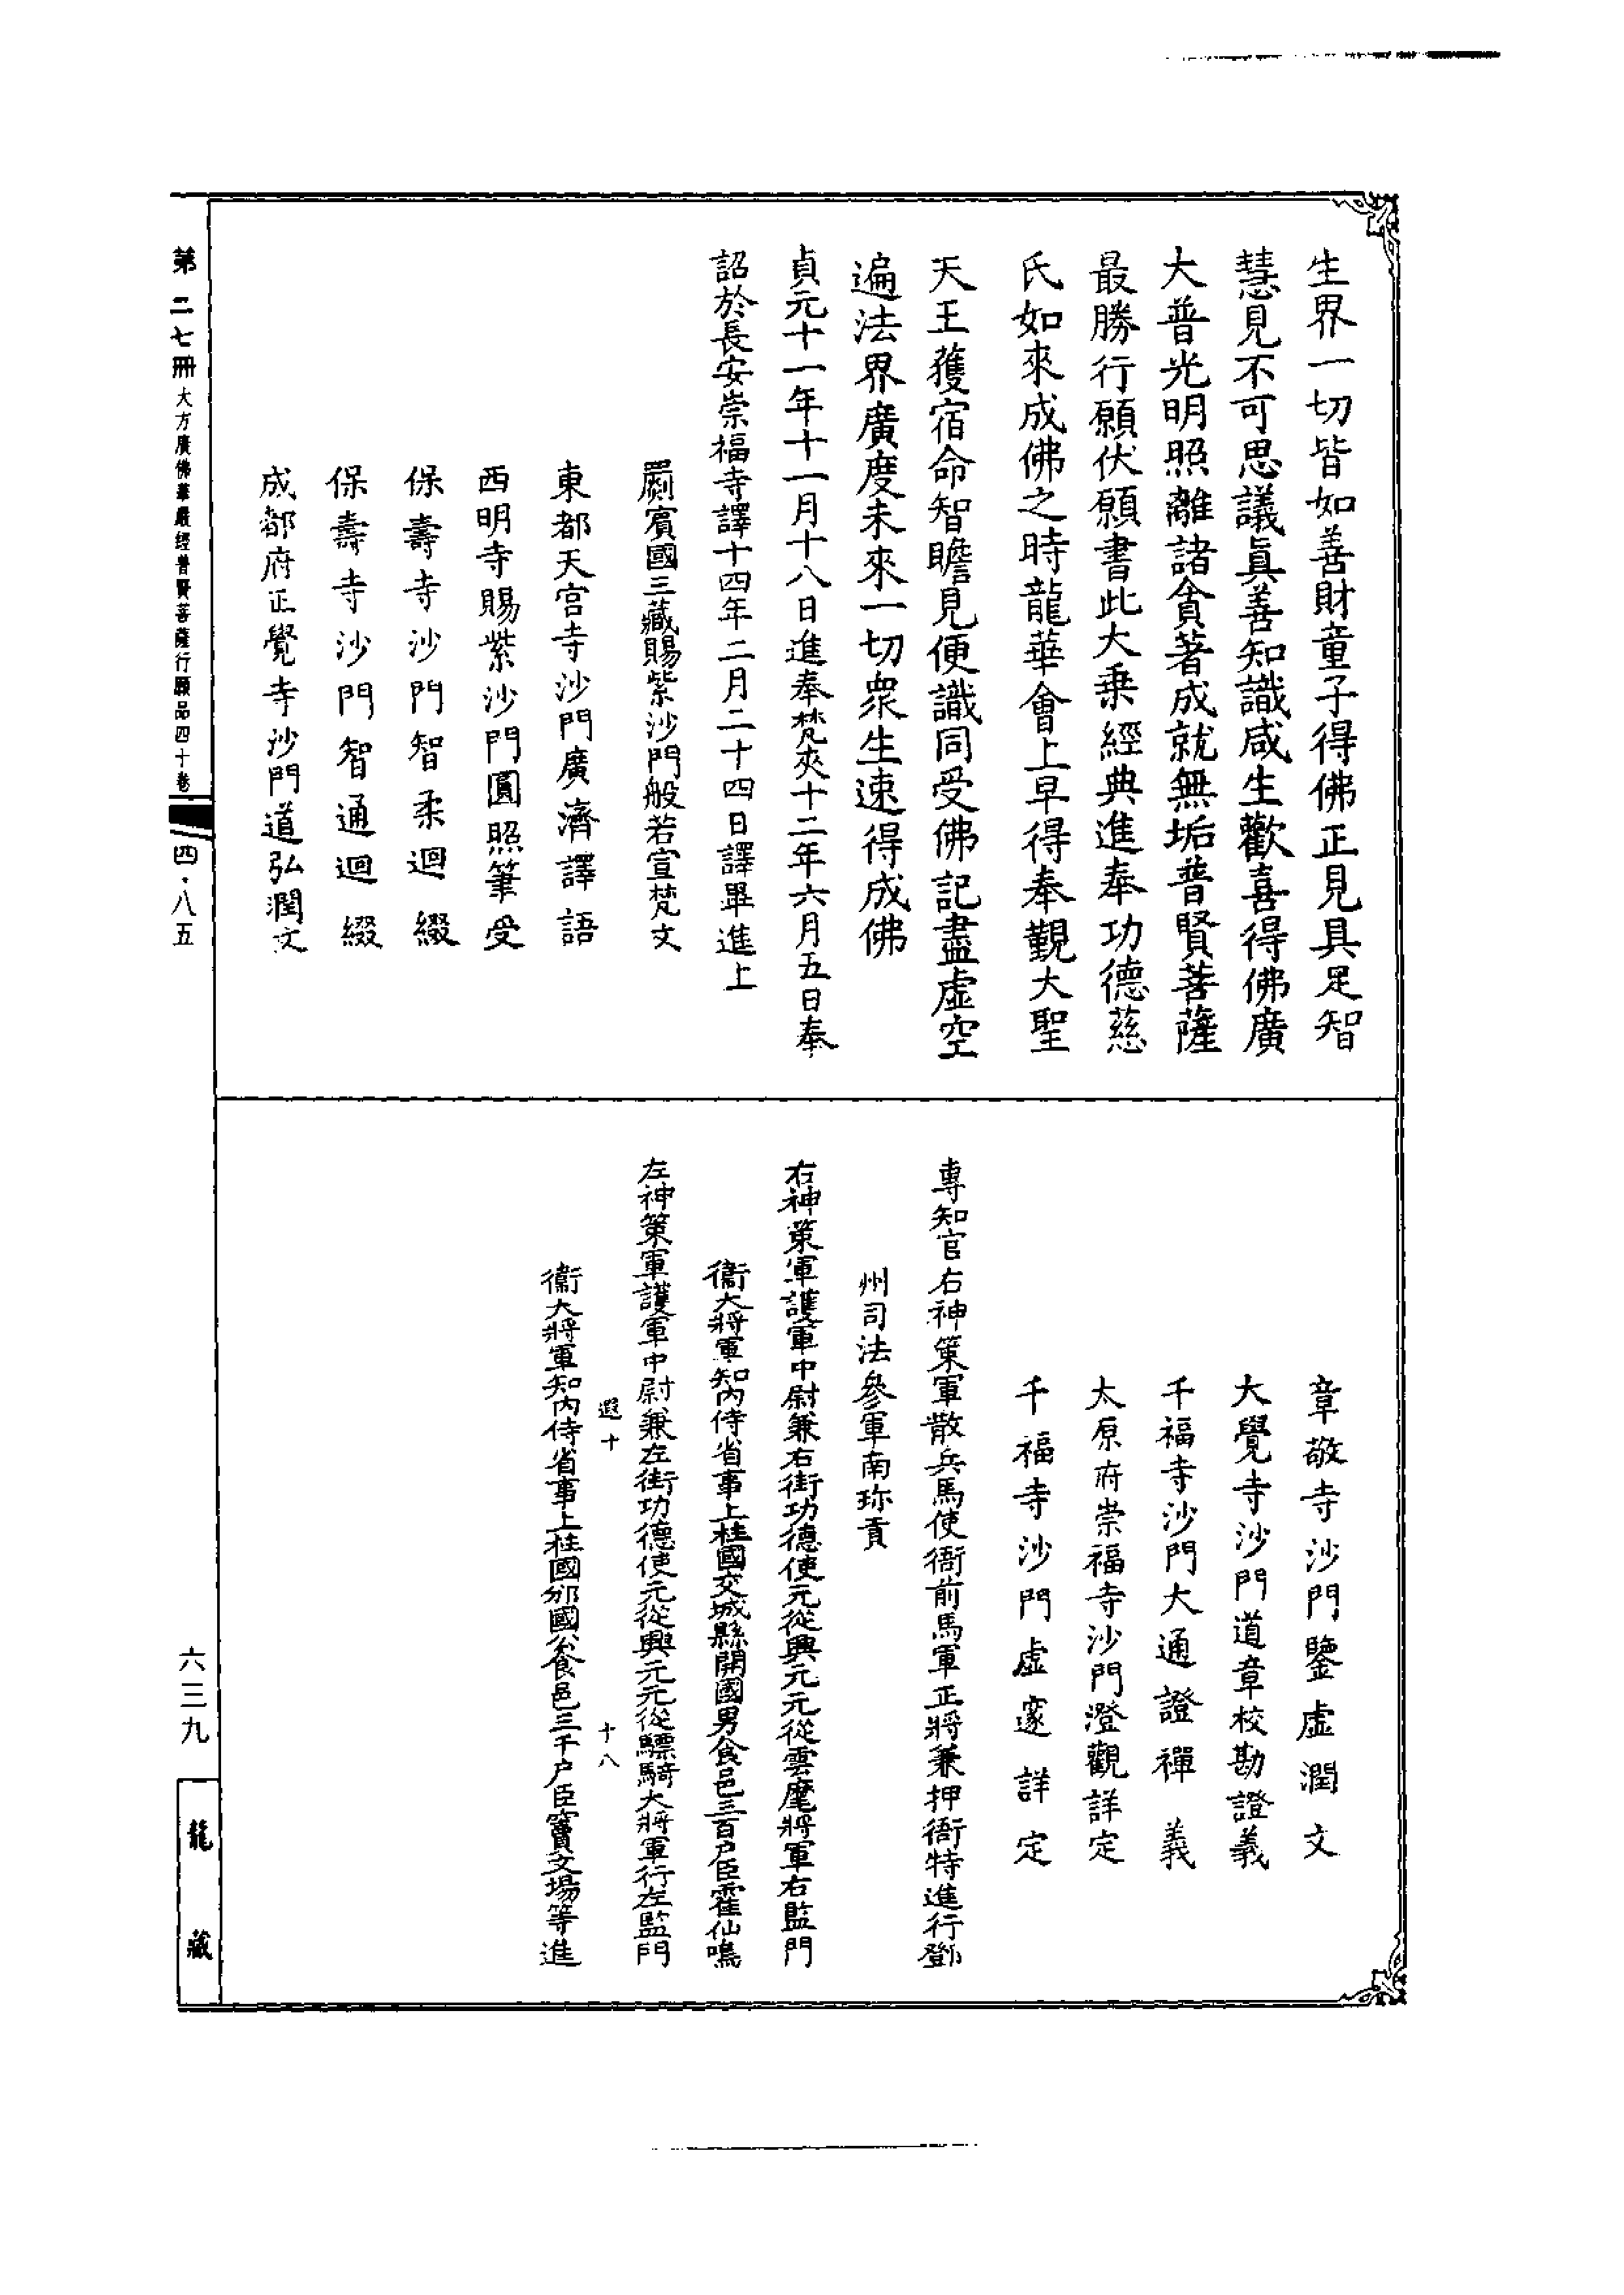 生界一切皆如善財童子得佛正見具足智
慧見不可思議眞善知識咸生歡喜得佛廣
大普光明照離諸貪著成就無垢普賢菩薩
最勝行願伏願書此大乗經典進奉功德慈
氏如來成佛之時龍華會上早得奉覲大聖
天王獲宿命智瞻見便識同受佛記盡虛空
遍法界廣度未來一切衆生速得成佛
貞元十一年十一月十八日進奉梵夾十二年六月五日奉
詔於長安崇福寺譯十四年二月二十四日譯畢進上
罽賓國三藏賜紫沙門般若宣梵文
東都天宮寺沙門廣濟譯語
西明寺賜紫沙門圓照筆受
保壽寺沙門智柔迴綴
保壽寺沙門智通迴綴
成都府正覺寺沙門道弘潤文
章敬寺沙門鑒虛潤文
大覺寺沙門道章校勘證義
千福寺沙門大通證禪義
太原府崇福寺沙門澄觀詳定
千福寺沙門虛邃詳定
專知官右神策軍散兵馬使衙前馬軍正將兼押衙特進行鄧
州司法參軍南珎貢
右神策軍護軍中尉兼右街功德使元從興元元從雲麾將軍右監門
衞大將軍知內侍省事上柱國交城縣開國男食邑三百户臣霍仙鳴
左神策軍護軍中尉兼左街功德使元從興元元從驃騎大將軍行左監門
遐十 十八
衞大將軍知內侍省事上柱國邠國公食邑三千户臣竇文場等進
第二七冊 大方廣佛華嚴經普賢菩薩行願品四十卷 四·八五
六三九
龍藏